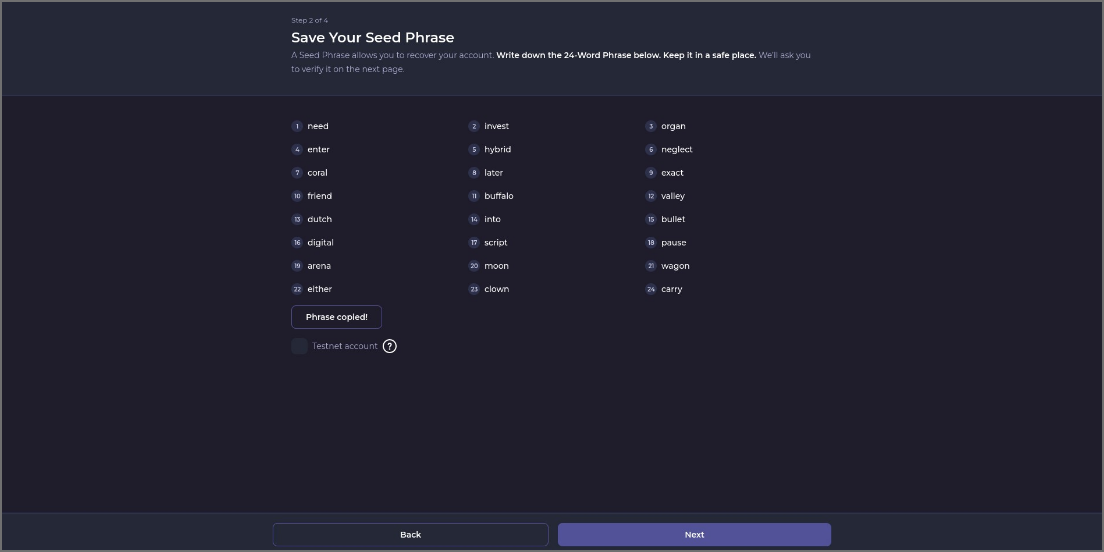 Step 2 of 4
Save Your Seed Phrase
A Seed Phrase allows you to recover your account. Write down the 24-Word Phrase below. Keep it in a safe place. We'll ask you
to verify it on the next page.
1 need 2 invest 3 organ
4 enter 5 hybrid 6 neglect
7 coral 8 later 9 exact
10 friend 11 buffalo 12 valley
13 dutch 14 into 15 bullet
16 digital 17 script 18 pause
19 arena 20 moon 21 wagon
22 either 23 clown 24 carry
Phrase copied!
Testnet account ?
Back Next